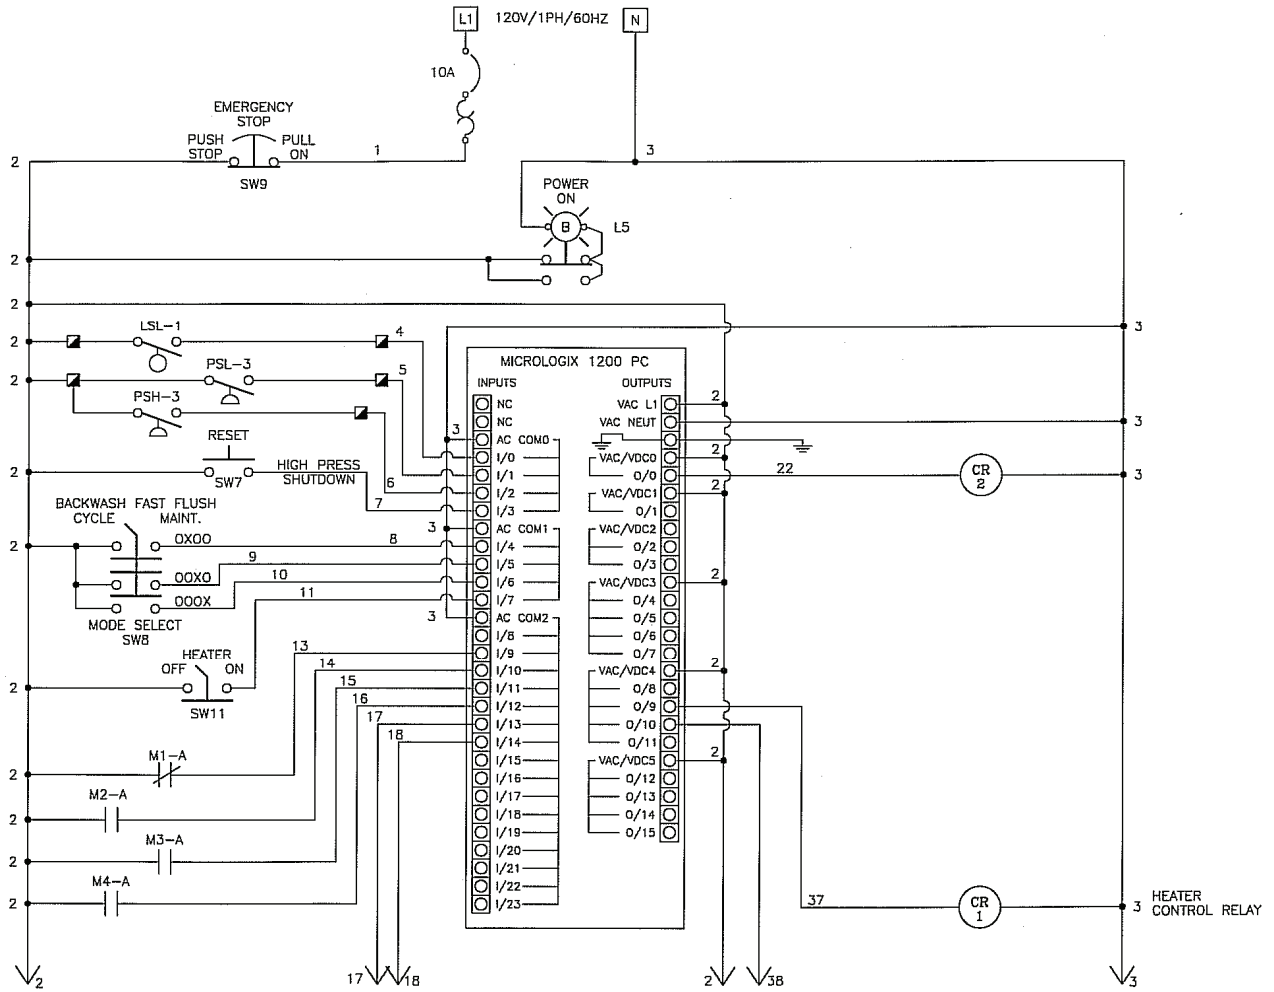 L1 120V/1PH/60HZ N
10A
EMERGENCY
STOP
PUSH
STOP
PULL
ON
SW9
1
2
3
POWER
ON
B
L5
2
2
2
LSL-1
4
3
2
PSL-3
5
PSH-3
RESET
2
SW7
HIGH PRESS
SHUTDOWN
6
7
BACKWASH FAST FLUSH
CYCLE MAINT.
2
OXOO
8
OOXO
9
OOOX
10
11
MODE SELECT
SW8
HEATER
OFF ON
2
SW11
13
14
15
16
17
18
M1-A
2
M2-A
2
M3-A
2
M4-A
2
MICROLOGIX 1200 PC
INPUTS
NC
NC
3
AC COM0
I/0
I/1
I/2
I/3
3
AC COM1
I/4
I/5
I/6
I/7
3
AC COM2
I/8
I/9
I/10
I/11
I/12
I/13
I/14
I/15
I/16
I/17
I/18
I/19
I/20
I/21
I/22
I/23
OUTPUTS
VAC L1
2
VAC NEUT
3
VAC/VDC0
2
O/0
22
CR
2
3
VAC/VDC1
2
O/1
VAC/VDC2
O/2
O/3
VAC/VDC3
2
O/4
O/5
O/6
O/7
VAC/VDC4
2
O/8
O/9
O/10
O/11
VAC/VDC5
2
O/12
O/13
O/14
O/15
37
CR
1
3
HEATER
CONTROL RELAY
2
17
18
2
38
3